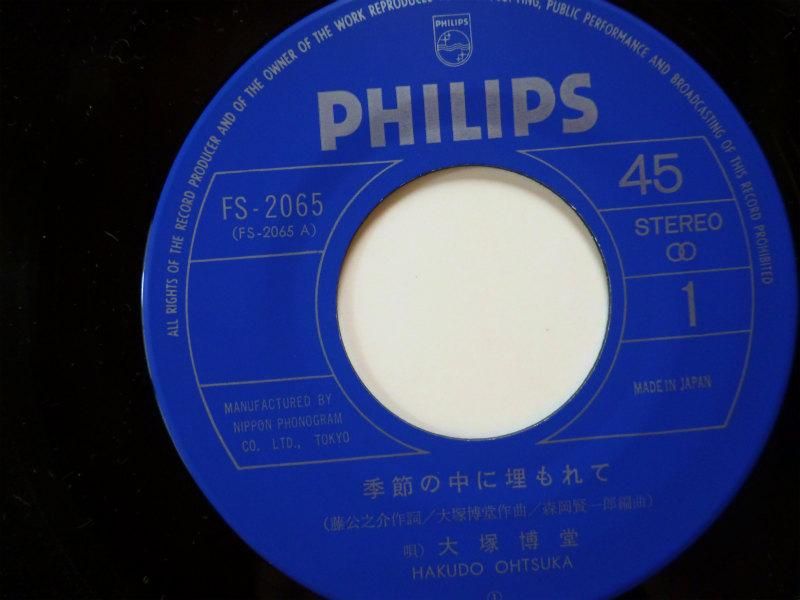 ALL RIGHTS OF THE RECORD PRODUCER AND OF THE OWNER OF THE WORK REPRODUCED
PUBLIC PERFORMANCE AND BROADCASTING OF THIS RECORD PROHIBITED
PHILIPS
PHILIPS
FS-2065
(FS-2065 A)
45
STEREO
1
MANUFACTURED BY
NIPPON PHONOGRAM
CO. LTD., TOKYO
MADE IN JAPAN
季節の中に埋もれて
(藤公之介作詞/大塚博堂作曲/森岡賢一郎編曲)
唄) 大塚博堂
HAKUDO OHTSUKA
①